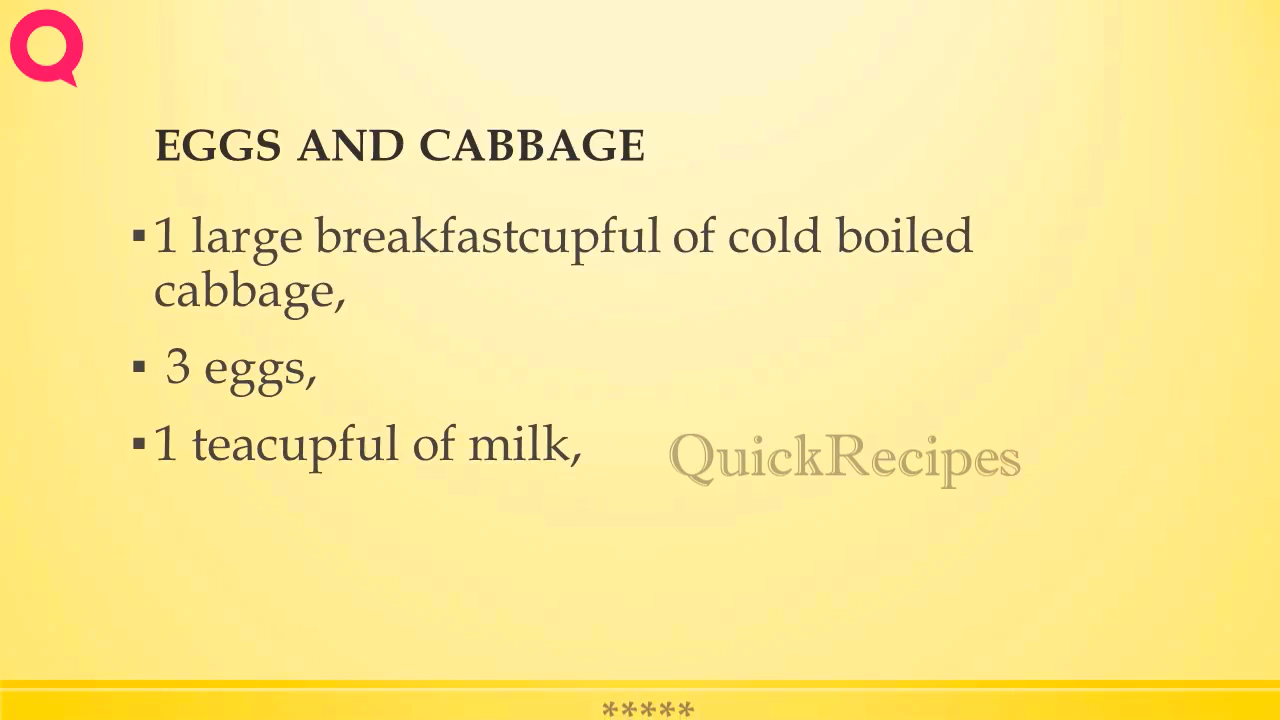 EGGS AND CABBAGE
▪ 1 large breakfastcupful of cold boiled
cabbage,
▪ 3 eggs,
▪ 1 teacupful of milk,
QuickRecipes
*****